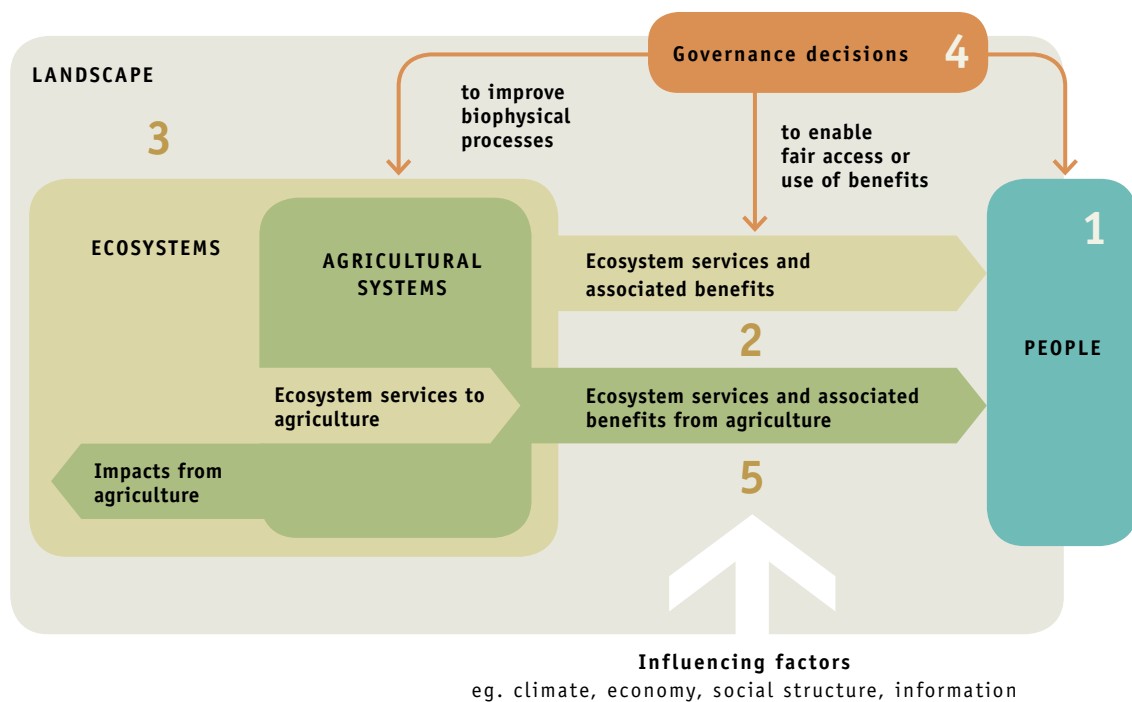 Governance decisions
4
LANDSCAPE
to improve
biophysical
processes
3
to enable
fair access or
use of benefits
1
ECOSYSTEMS
AGRICULTURAL
SYSTEMS
Ecosystem services and
associated benefits
2
PEOPLE
Ecosystem services to
agriculture
Ecosystem services and associated
benefits from agriculture
Impacts from
agriculture
5
Influencing factors
eg. climate, economy, social structure, information